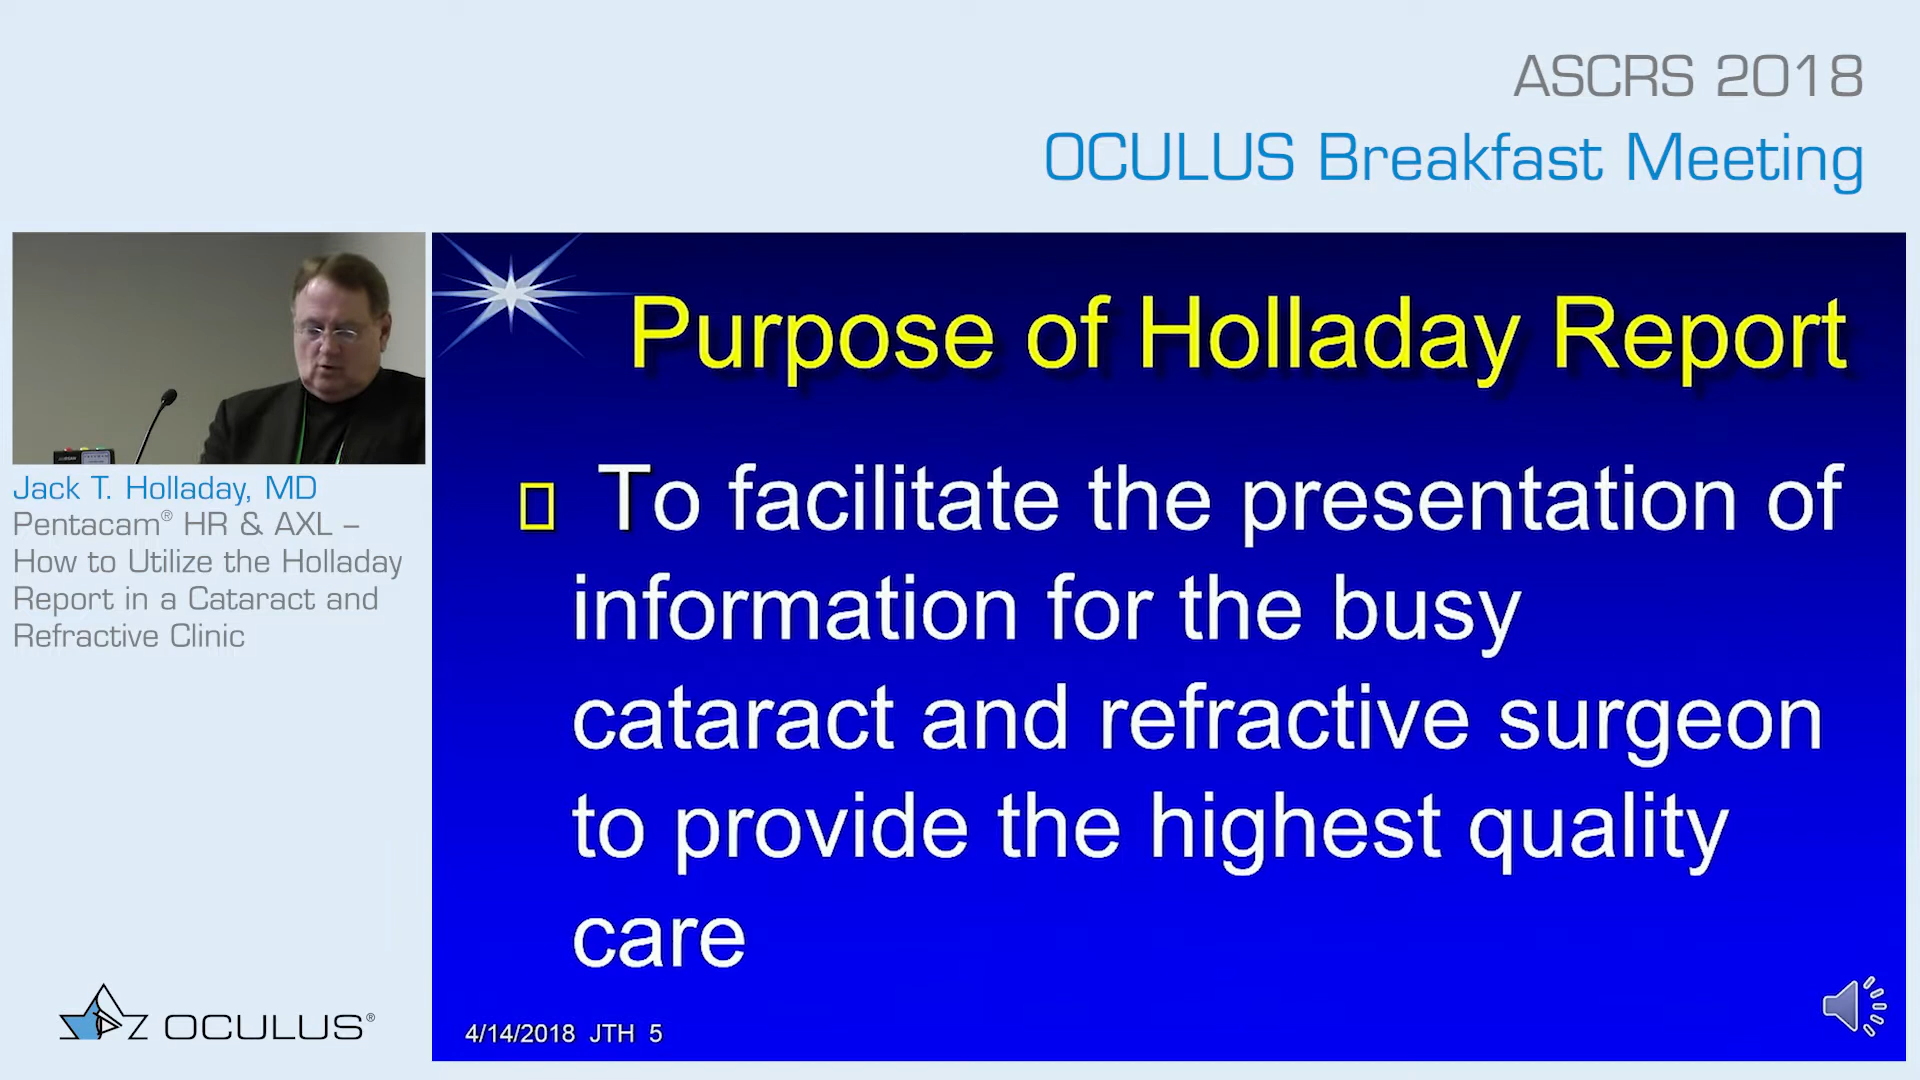 ASCRS 2018
OCULUS Breakfast Meeting
Jack T. Holladay, MD
Pentacam® HR & AXL –
How to Utilize the Holladay
Report in a Cataract and
Refractive Clinic
OCULUS®
Purpose of Holladay Report
To facilitate the presentation of
information for the busy
cataract and refractive surgeon
to provide the highest quality
care
4/14/2018 JTH 5